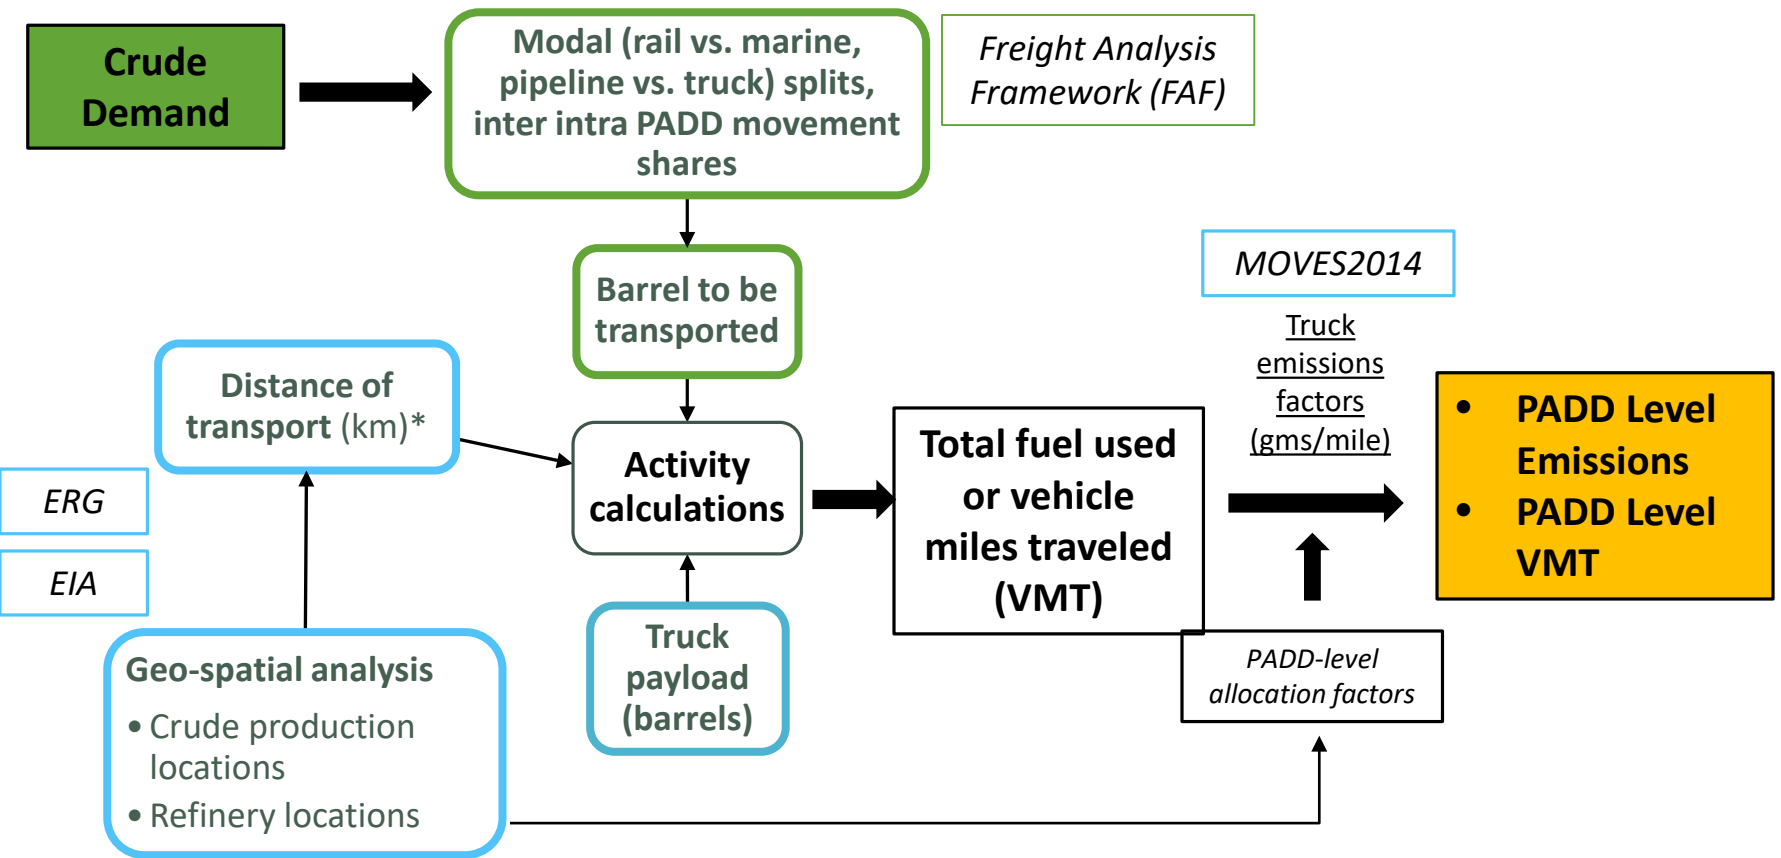 Crude
Demand
Modal (rail vs. marine,
pipeline vs. truck) splits,
inter intra PADD movement
shares
Freight Analysis
Framework (FAF)
Barrel to be
transported
MOVES2014
Truck
emissions
factors
(gms/mile)
Distance of
transport (km)*
ERG
EIA
Activity
calculations
Total fuel used
or vehicle
miles traveled
(VMT)
• PADD Level
Emissions
• PADD Level
VMT
Truck
payload
(barrels)
PADD-level
allocation factors
Geo-spatial analysis
• Crude production
locations
• Refinery locations